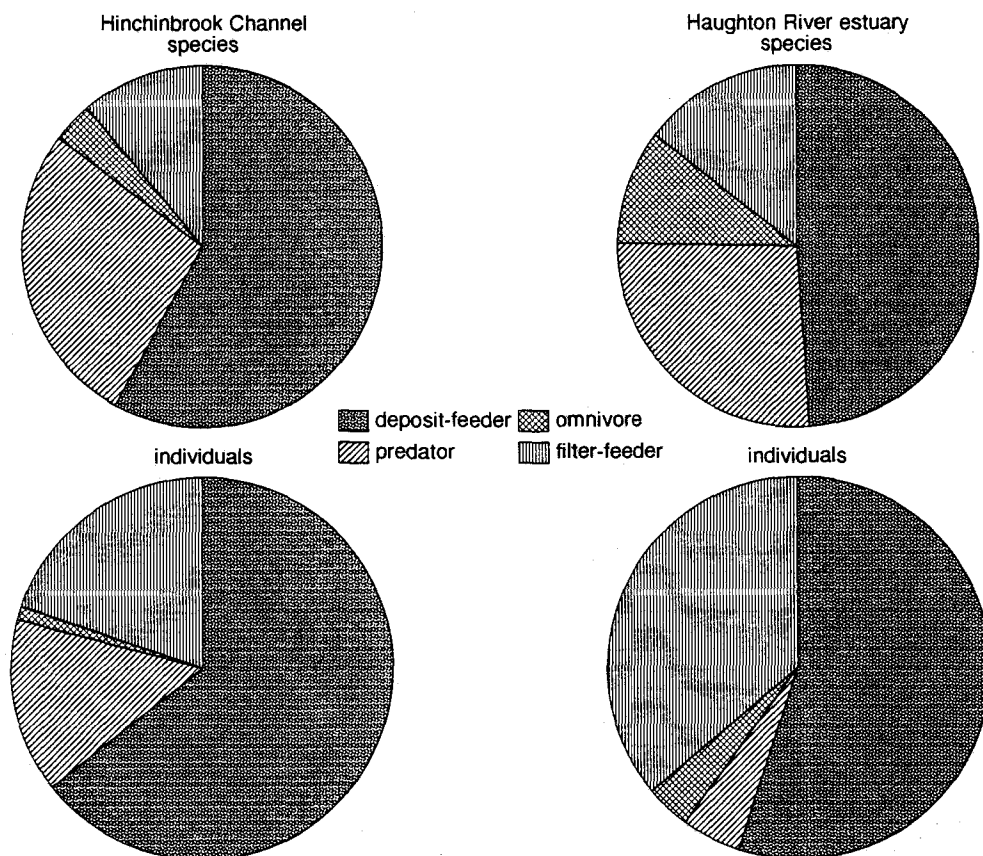 Hinchinbrook Channel
species
Haughton River estuary
species
deposit-feeder
omnivore
predator
filter-feeder
individuals
individuals